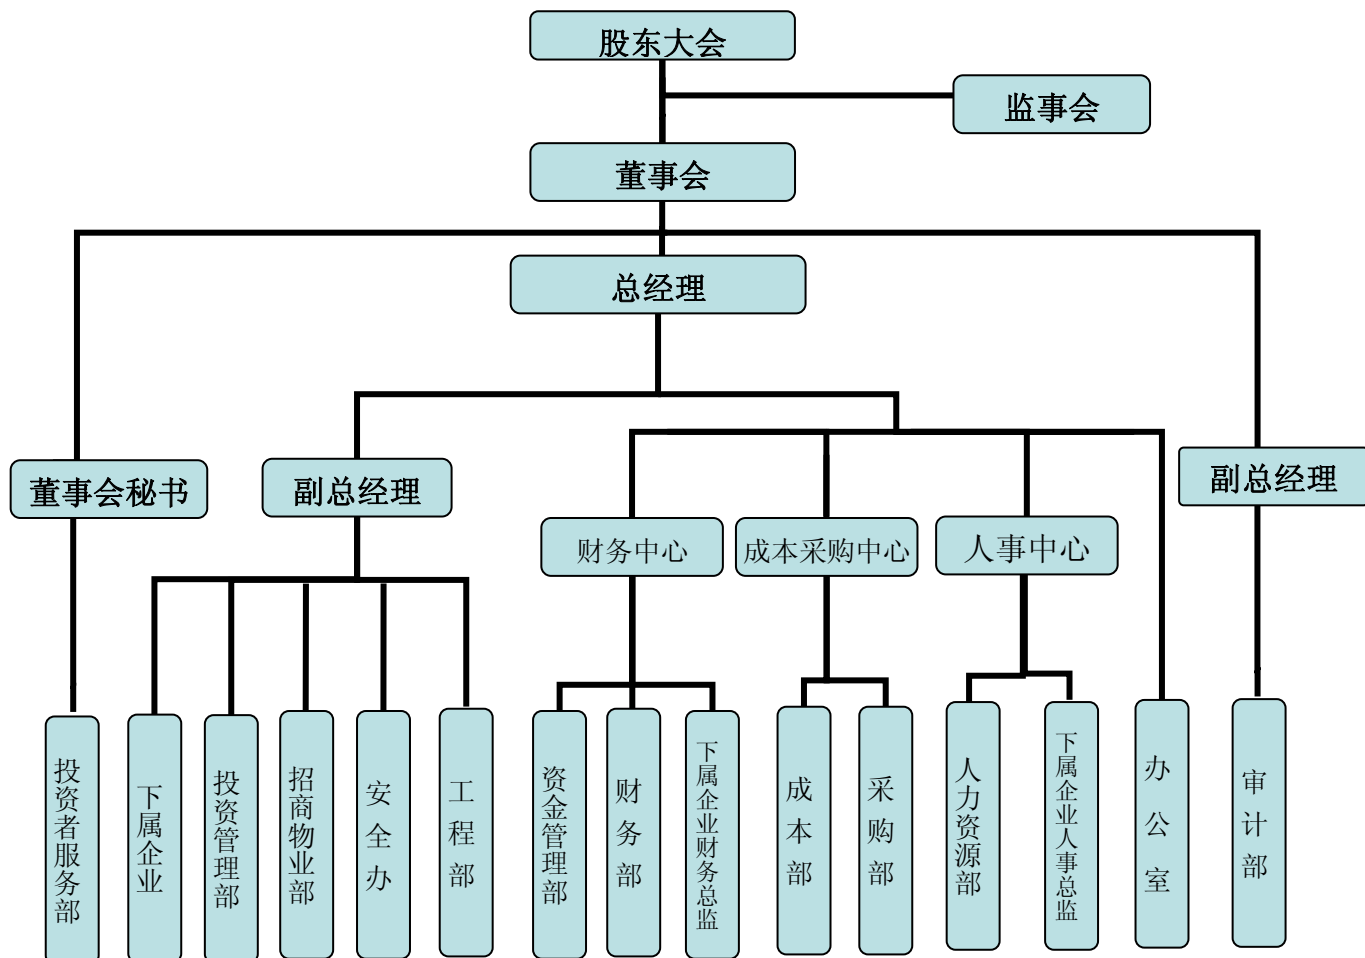 股东大会
监事会
董事会
总经理
董事会秘书
副总经理
副总经理
财务中心
成本采购中心
人事中心
投资者服务部
下属企业
投资管理部
招商物业部
安全办
工程部
资金管理部
财务部
下属企业财务总监
成本部
采购部
人力资源部
下属企业人事总监
办公室
审计部